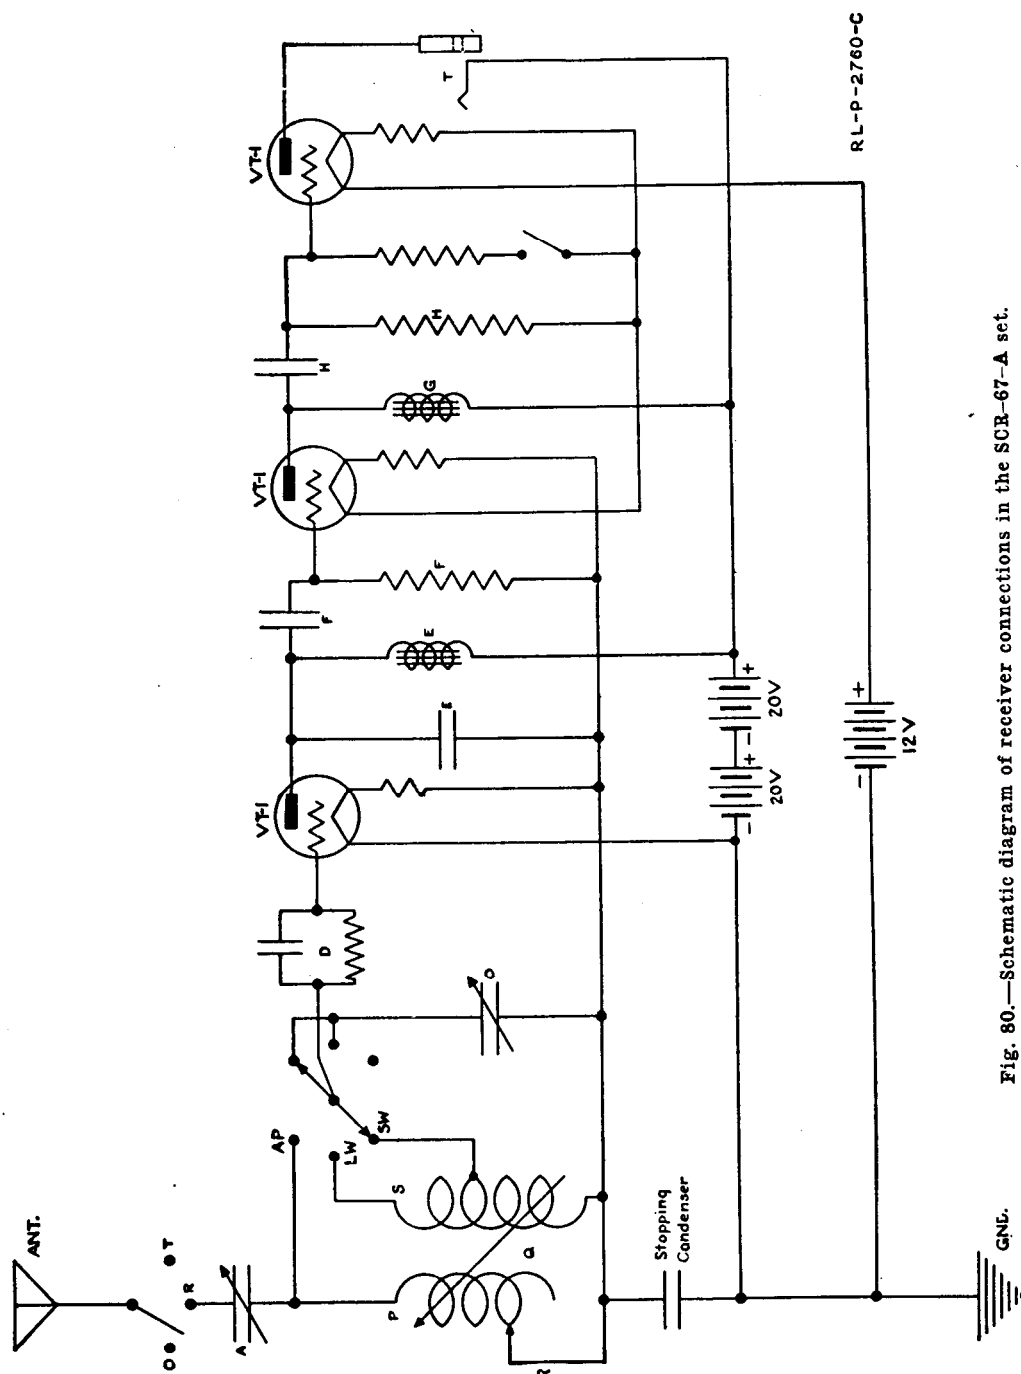 ANT.
O
T
R
A
AP
LW
SW
S
P
Q
R
Stopping
Condenser
GND.
D
O
VT-1
E
E
F
F
VT-1
G
H
H
VT-1
T
- + - +
20V 20V
- +
12V
RL-P-2760-C
Fig. 80.—Schematic diagram of receiver connections in the SCR-67-A set.